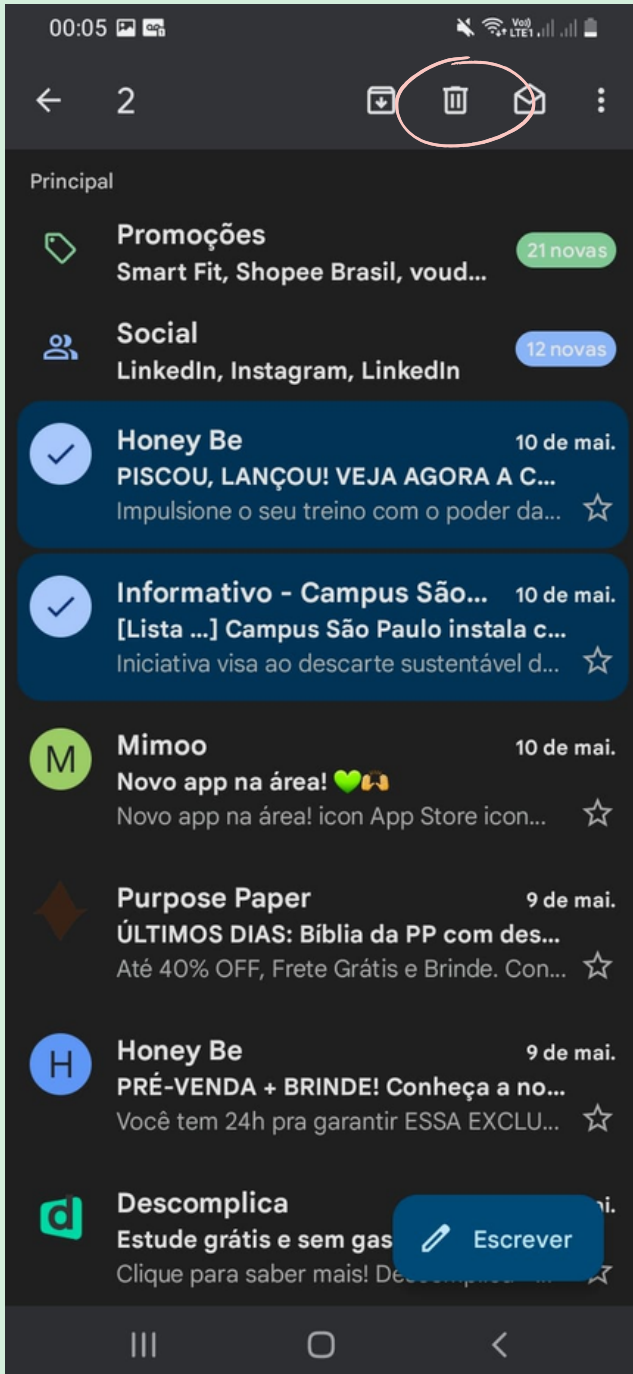 00:05
Vo))
LTE1
2
Principal
Promoções
21 novas
Smart Fit, Shopee Brasil, voud...
Social
12 novas
LinkedIn, Instagram, LinkedIn
Honey Be
10 de mai.
PISCOU, LANÇOU! VEJA AGORA A C...
Impulsione o seu treino com o poder da...
Informativo - Campus São...
10 de mai.
[Lista ...] Campus São Paulo instala c...
Iniciativa visa ao descarte sustentável d...
M
Mimoo
10 de mai.
Novo app na área! 💚🙌
Novo app na área! icon App Store icon...
Purpose Paper
9 de mai.
ÚLTIMOS DIAS: Bíblia da PP com des...
Até 40% OFF, Frete Grátis e Brinde. Con...
H
Honey Be
9 de mai.
PRÉ-VENDA + BRINDE! Conheça a no...
Você tem 24h pra garantir ESSA EXCLU...
d
Descomplica
Estude grátis e sem gas
Escrever
Clique para saber mais!